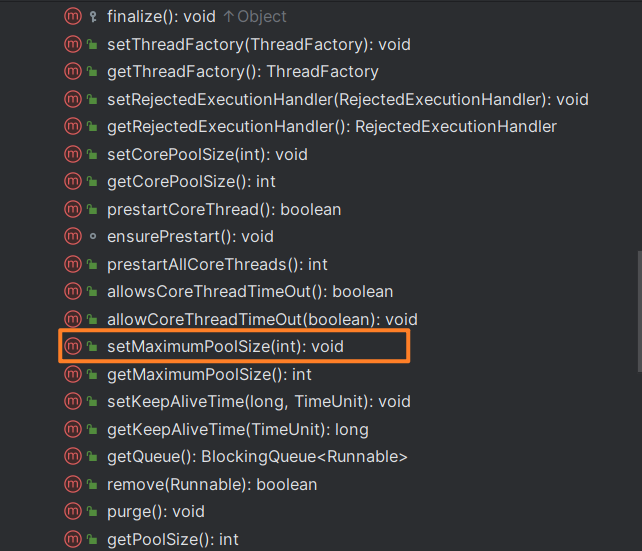 finalize(): void ↑Object
setThreadFactory(ThreadFactory): void
getThreadFactory(): ThreadFactory
setRejectedExecutionHandler(RejectedExecutionHandler): void
getRejectedExecutionHandler(): RejectedExecutionHandler
setCorePoolSize(int): void
getCorePoolSize(): int
prestartCoreThread(): boolean
ensurePrestart(): void
prestartAllCoreThreads(): int
allowsCoreThreadTimeOut(): boolean
allowCoreThreadTimeOut(boolean): void
setMaximumPoolSize(int): void
getMaximumPoolSize(): int
setKeepAliveTime(long, TimeUnit): void
getKeepAliveTime(TimeUnit): long
getQueue(): BlockingQueue<Runnable>
remove(Runnable): boolean
purge(): void
getPoolSize(): int